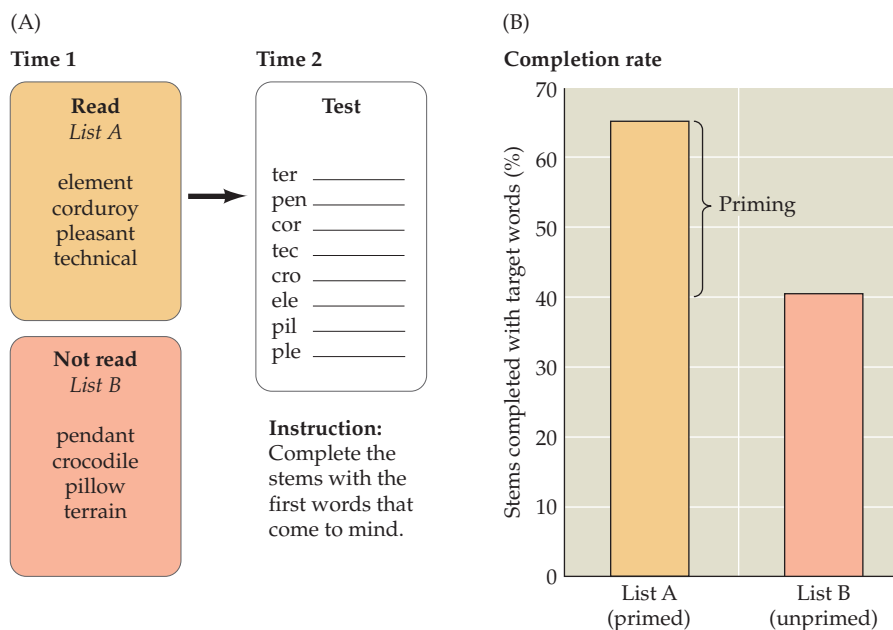 (A)
Time 1
Read
List A
element
corduroy
pleasant
technical
Not read
List B
pendant
crocodile
pillow
terrain
Time 2
Test
ter
pen
cor
tec
cro
ele
pil
ple
Instruction:
Complete the
stems with the
first words that
come to mind.
(B)
Completion rate
Stems completed with target words (%)
70
60
50
40
30
20
10
0
Priming
List A
(primed)
List B
(unprimed)